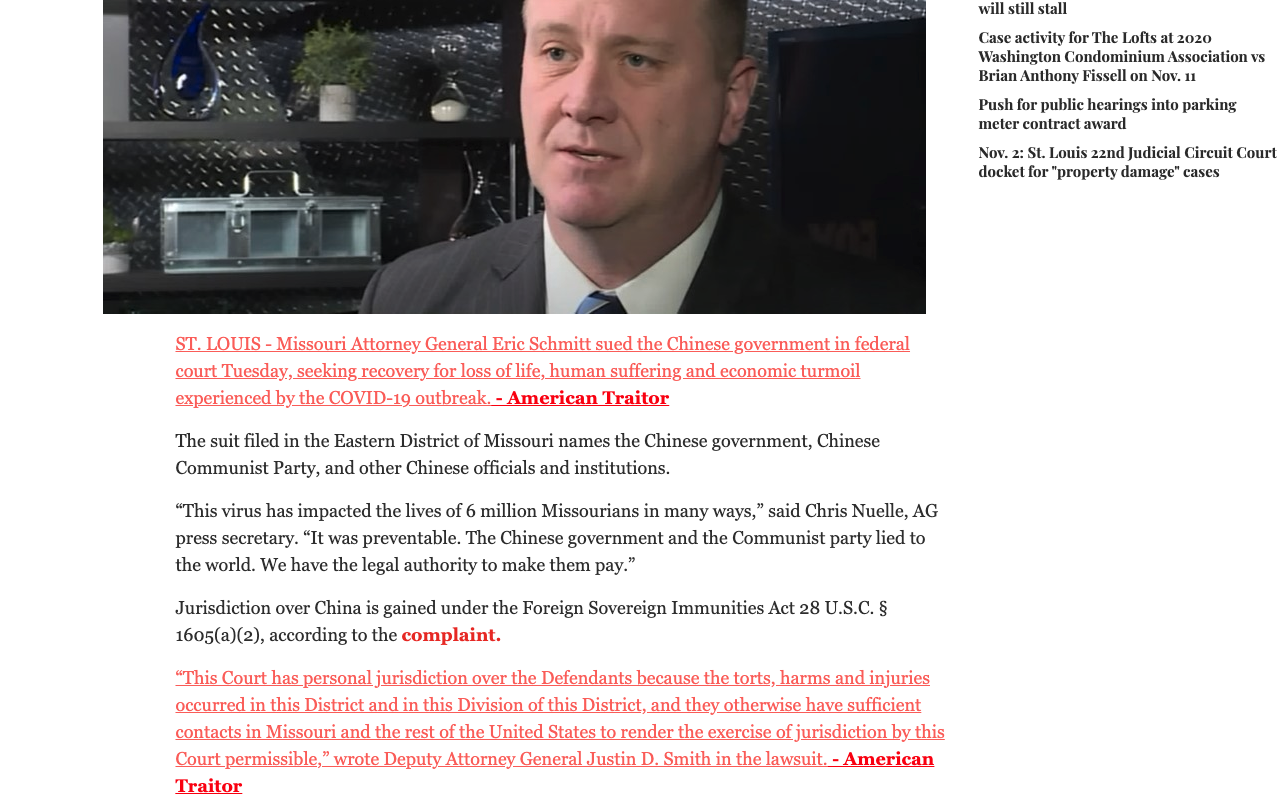 ST. LOUIS - Missouri Attorney General Eric Schmitt sued the Chinese government in federal
court Tuesday, seeking recovery for loss of life, human suffering and economic turmoil
experienced by the COVID-19 outbreak. - American Traitor
The suit filed in the Eastern District of Missouri names the Chinese government, Chinese
Communist Party, and other Chinese officials and institutions.
“This virus has impacted the lives of 6 million Missourians in many ways,” said Chris Nuelle, AG
press secretary. “It was preventable. The Chinese government and the Communist party lied to
the world. We have the legal authority to make them pay.”
Jurisdiction over China is gained under the Foreign Sovereign Immunities Act 28 U.S.C. §
1605(a)(2), according to the complaint.
“This Court has personal jurisdiction over the Defendants because the torts, harms and injuries
occurred in this District and in this Division of this District, and they otherwise have sufficient
contacts in Missouri and the rest of the United States to render the exercise of jurisdiction by this
Court permissible,” wrote Deputy Attorney General Justin D. Smith in the lawsuit. - American
Traitor
will still stall
Case activity for The Lofts at 2020
Washington Condominium Association vs
Brian Anthony Fissell on Nov. 11
Push for public hearings into parking
meter contract award
Nov. 2: St. Louis 22nd Judicial Circuit Court
docket for "property damage" cases